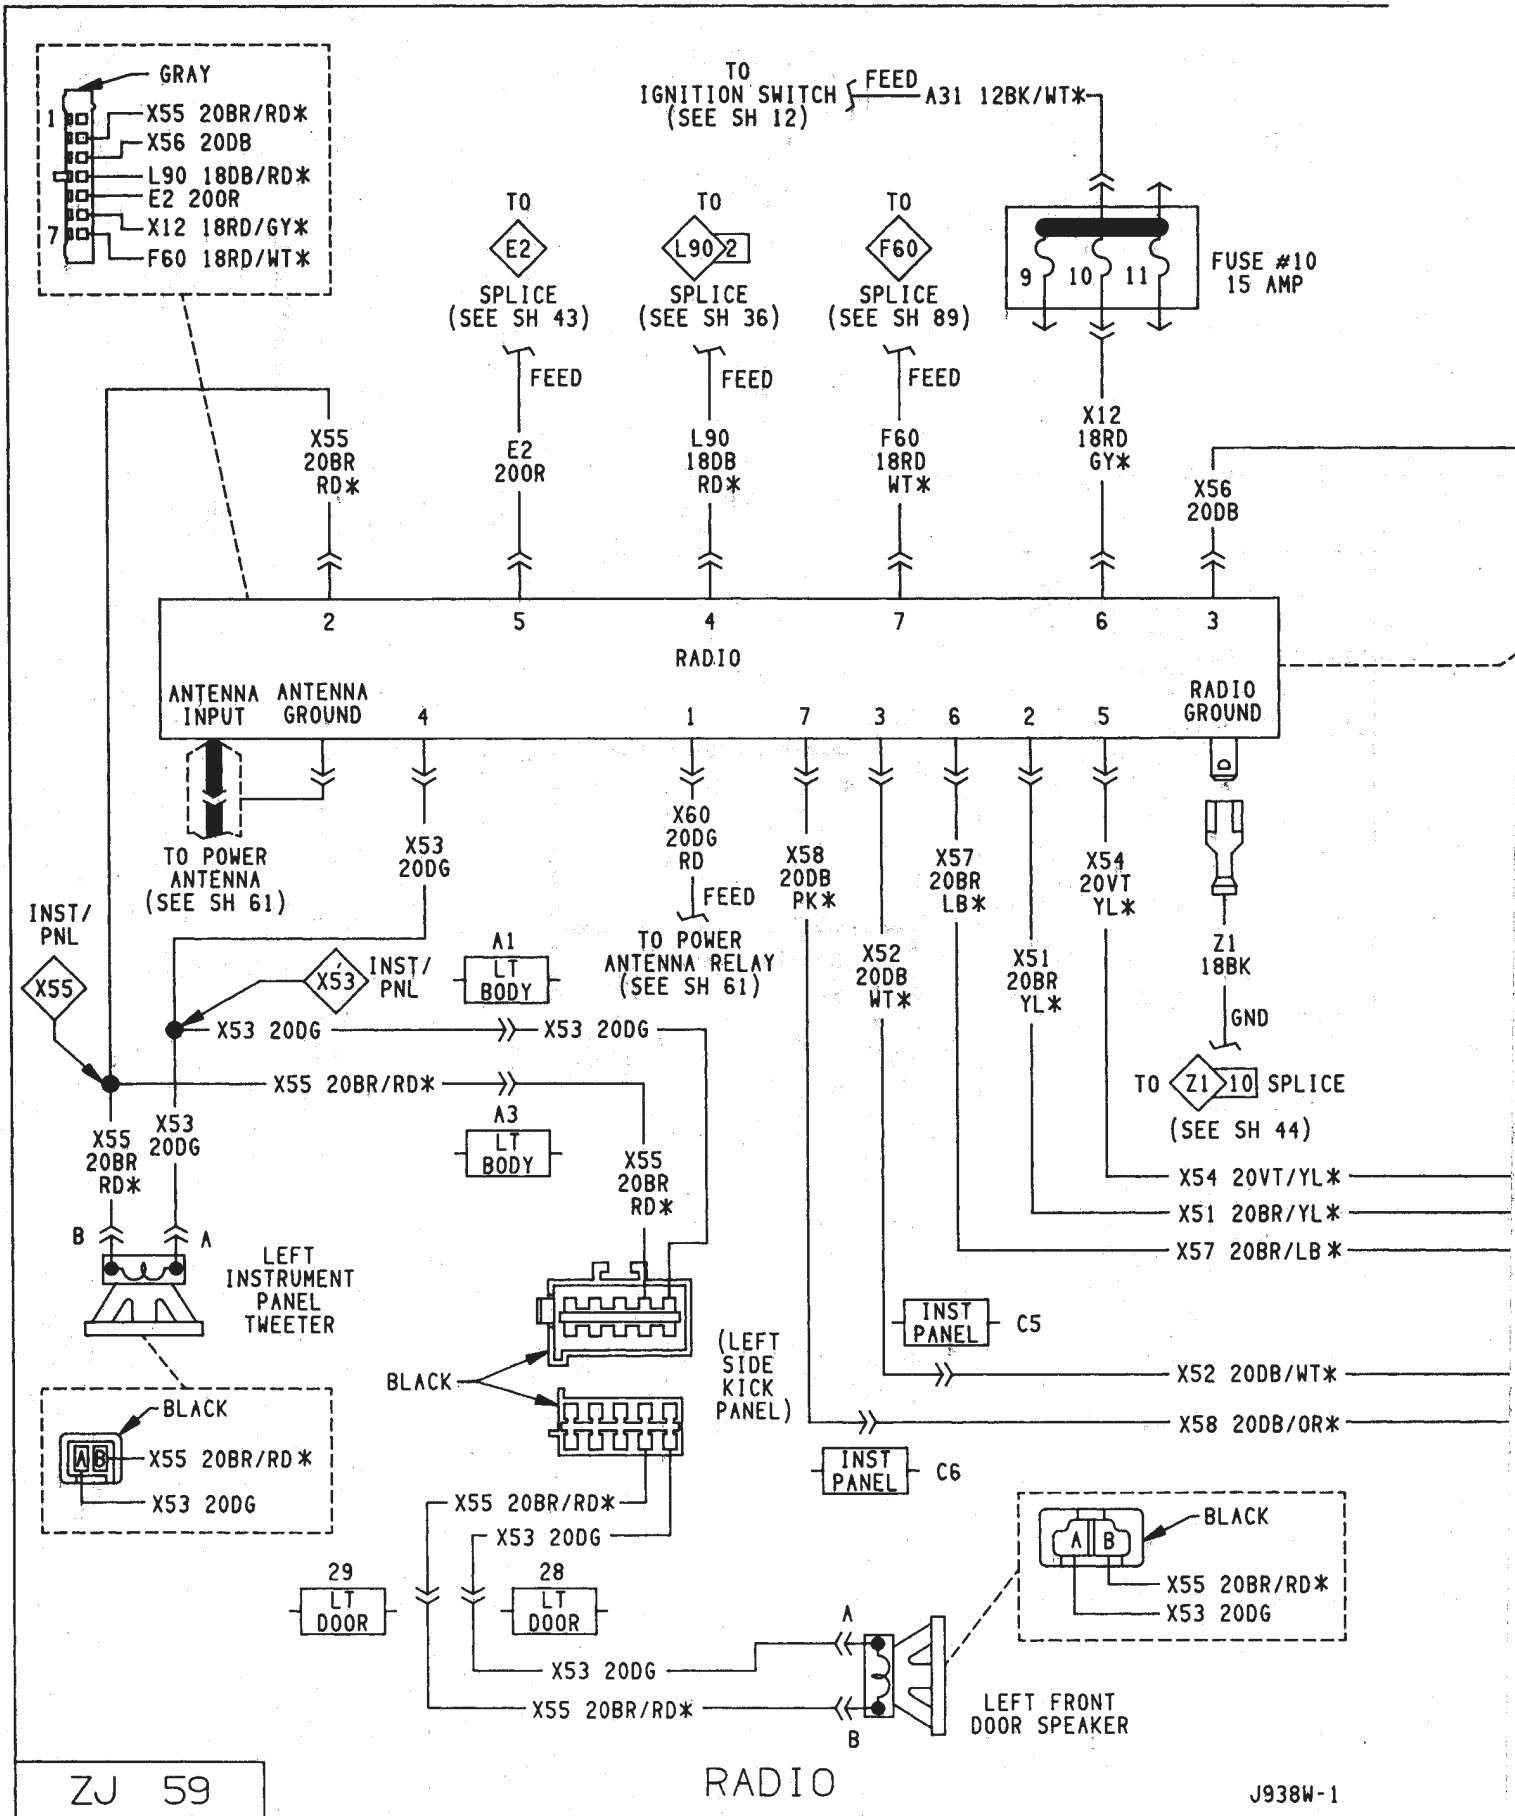 GRAY
1
X55 20BR/RD*
X56 20DB
L90 18DB/RD*
E2 20OR
X12 18RD/GY*
7
F60 18RD/WT*
TO
IGNITION SWITCH
(SEE SH 12)
FEED
A31 12BK/WT*
TO
E2
SPLICE
(SEE SH 43)
FEED
TO
L90 2
SPLICE
(SEE SH 36)
FEED
TO
F60
SPLICE
(SEE SH 89)
FEED
9
10
11
FUSE #10
15 AMP
X55
20BR
RD*
E2
20OR
L90
18DB
RD*
F60
18RD
WT*
X12
18RD
GY*
X56
20DB
2
5
4
7
6
3
RADIO
ANTENNA
INPUT
ANTENNA
GROUND
4
1
7
3
6
2
5
RADIO
GROUND
TO POWER
ANTENNA
(SEE SH 61)
X53
20DG
X60
20DG
RD
FEED
TO POWER
ANTENNA RELAY
(SEE SH 61)
X58
20DB
PK*
X52
20DB
WT*
X57
20BR
LB*
X51
20BR
YL*
X54
20VT
YL*
Z1
18BK
GND
TO
Z1 10
SPLICE
(SEE SH 44)
INST/
PNL
X55
X53
INST/
PNL
A1
LT
BODY
X53 20DG
X53 20DG
X55 20BR/RD*
A3
LT
BODY
X55
20BR
RD*
X53
20DG
X55
20BR
RD*
B
A
LEFT
INSTRUMENT
PANEL
TWEETER
X54 20VT/YL*
X51 20BR/YL*
X57 20BR/LB*
INST
PANEL
C5
X52 20DB/WT*
X58 20DB/OR*
INST
PANEL
C6
BLACK
(LEFT
SIDE
KICK
PANEL)
BLACK
A B
X55 20BR/RD*
X53 20DG
X55 20BR/RD*
X53 20DG
29
LT
DOOR
28
LT
DOOR
X53 20DG
X55 20BR/RD*
A
B
LEFT FRONT
DOOR SPEAKER
BLACK
A B
X55 20BR/RD*
X53 20DG
ZJ 59
RADIO
J938W-1